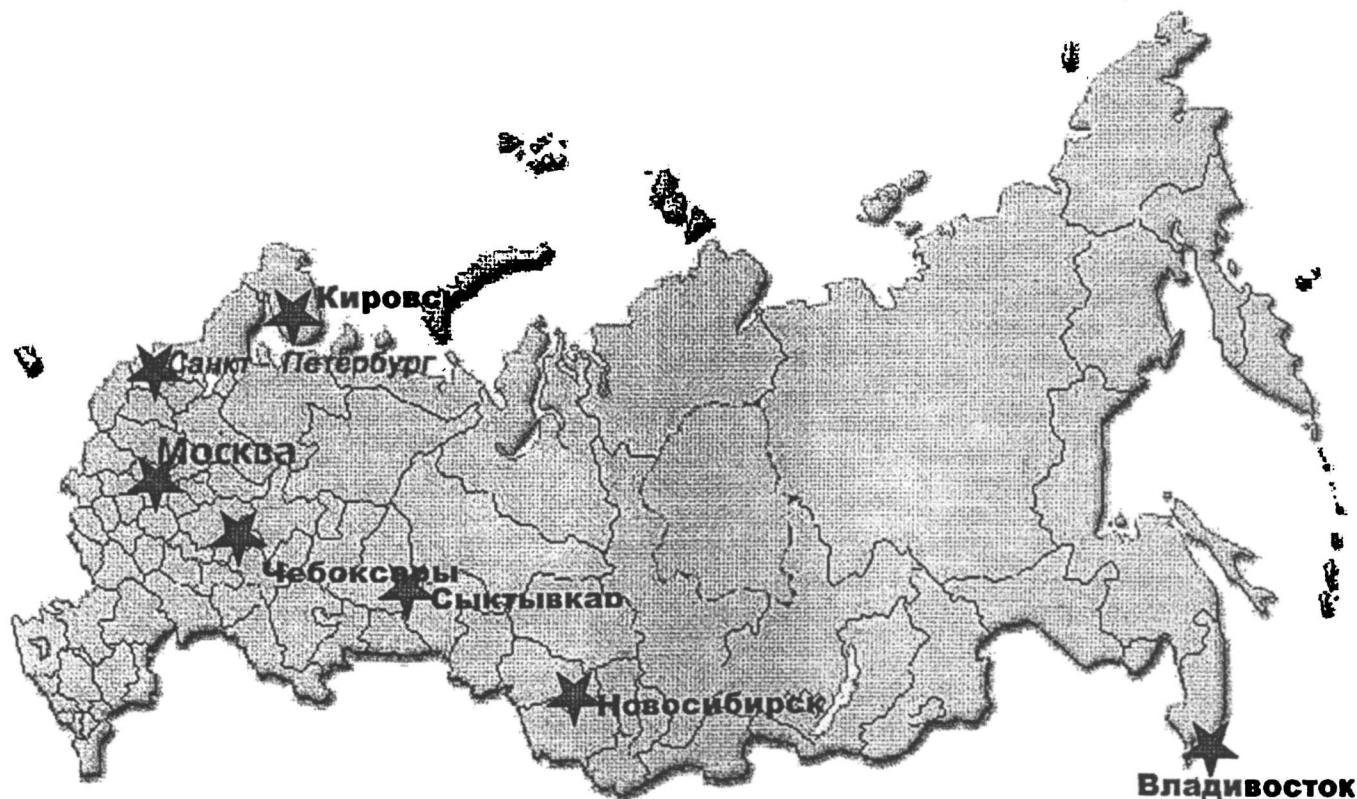 Кировск
Санкт - Петербург
Москва
Чебоксары
Сыктывкар
Новосибирск
Владивосток